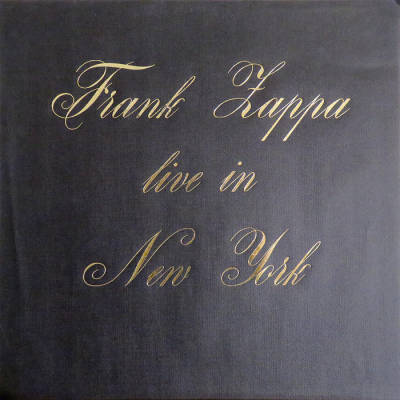 Frank Zappa
live in
New York